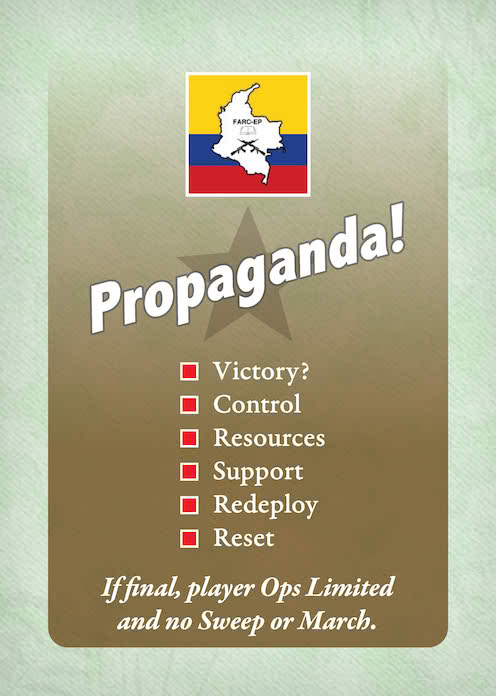 FARC-EP
Propaganda!
Victory?
Control
Resources
Support
Redeploy
Reset
If final, player Ops Limited
and no Sweep or March.